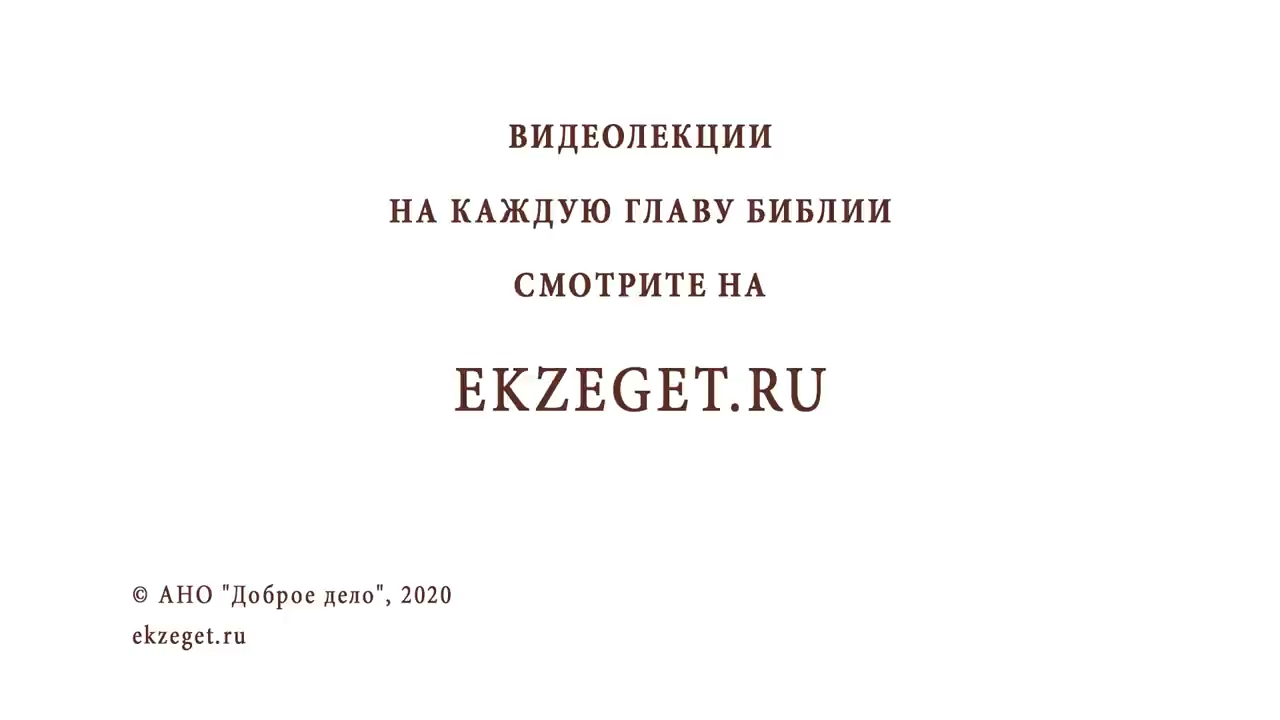 ВИДЕОЛЕКЦИИ
НА КАЖДУЮ ГЛАВУ БИБЛИИ
СМОТРИТЕ НА
EKZEGET.RU
© АНО "Доброе дело", 2020
ekzeget.ru